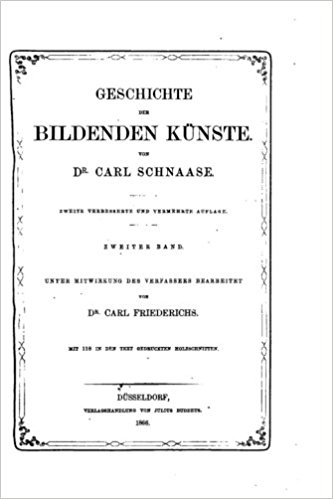 GESCHICHTE
DER
BILDENDEN KÜNSTE.
VON
DR. CARL SCHNAASE.
ZWEITE VERBESSERTE UND VERMEHRTE AUFLAGE.
ZWEITER BAND.
UNTER MITWIRKUNG DES VERFASSERS BEARBEITET
VON
DR. CARL FRIEDERICHS.
MIT IN DEN TEXT GEDRUCKTEN HOLZSCHNITTEN.
DÜSSELDORF,
VERLAGSHANDLUNG VON JULIUS BUDDEUS.
1866.